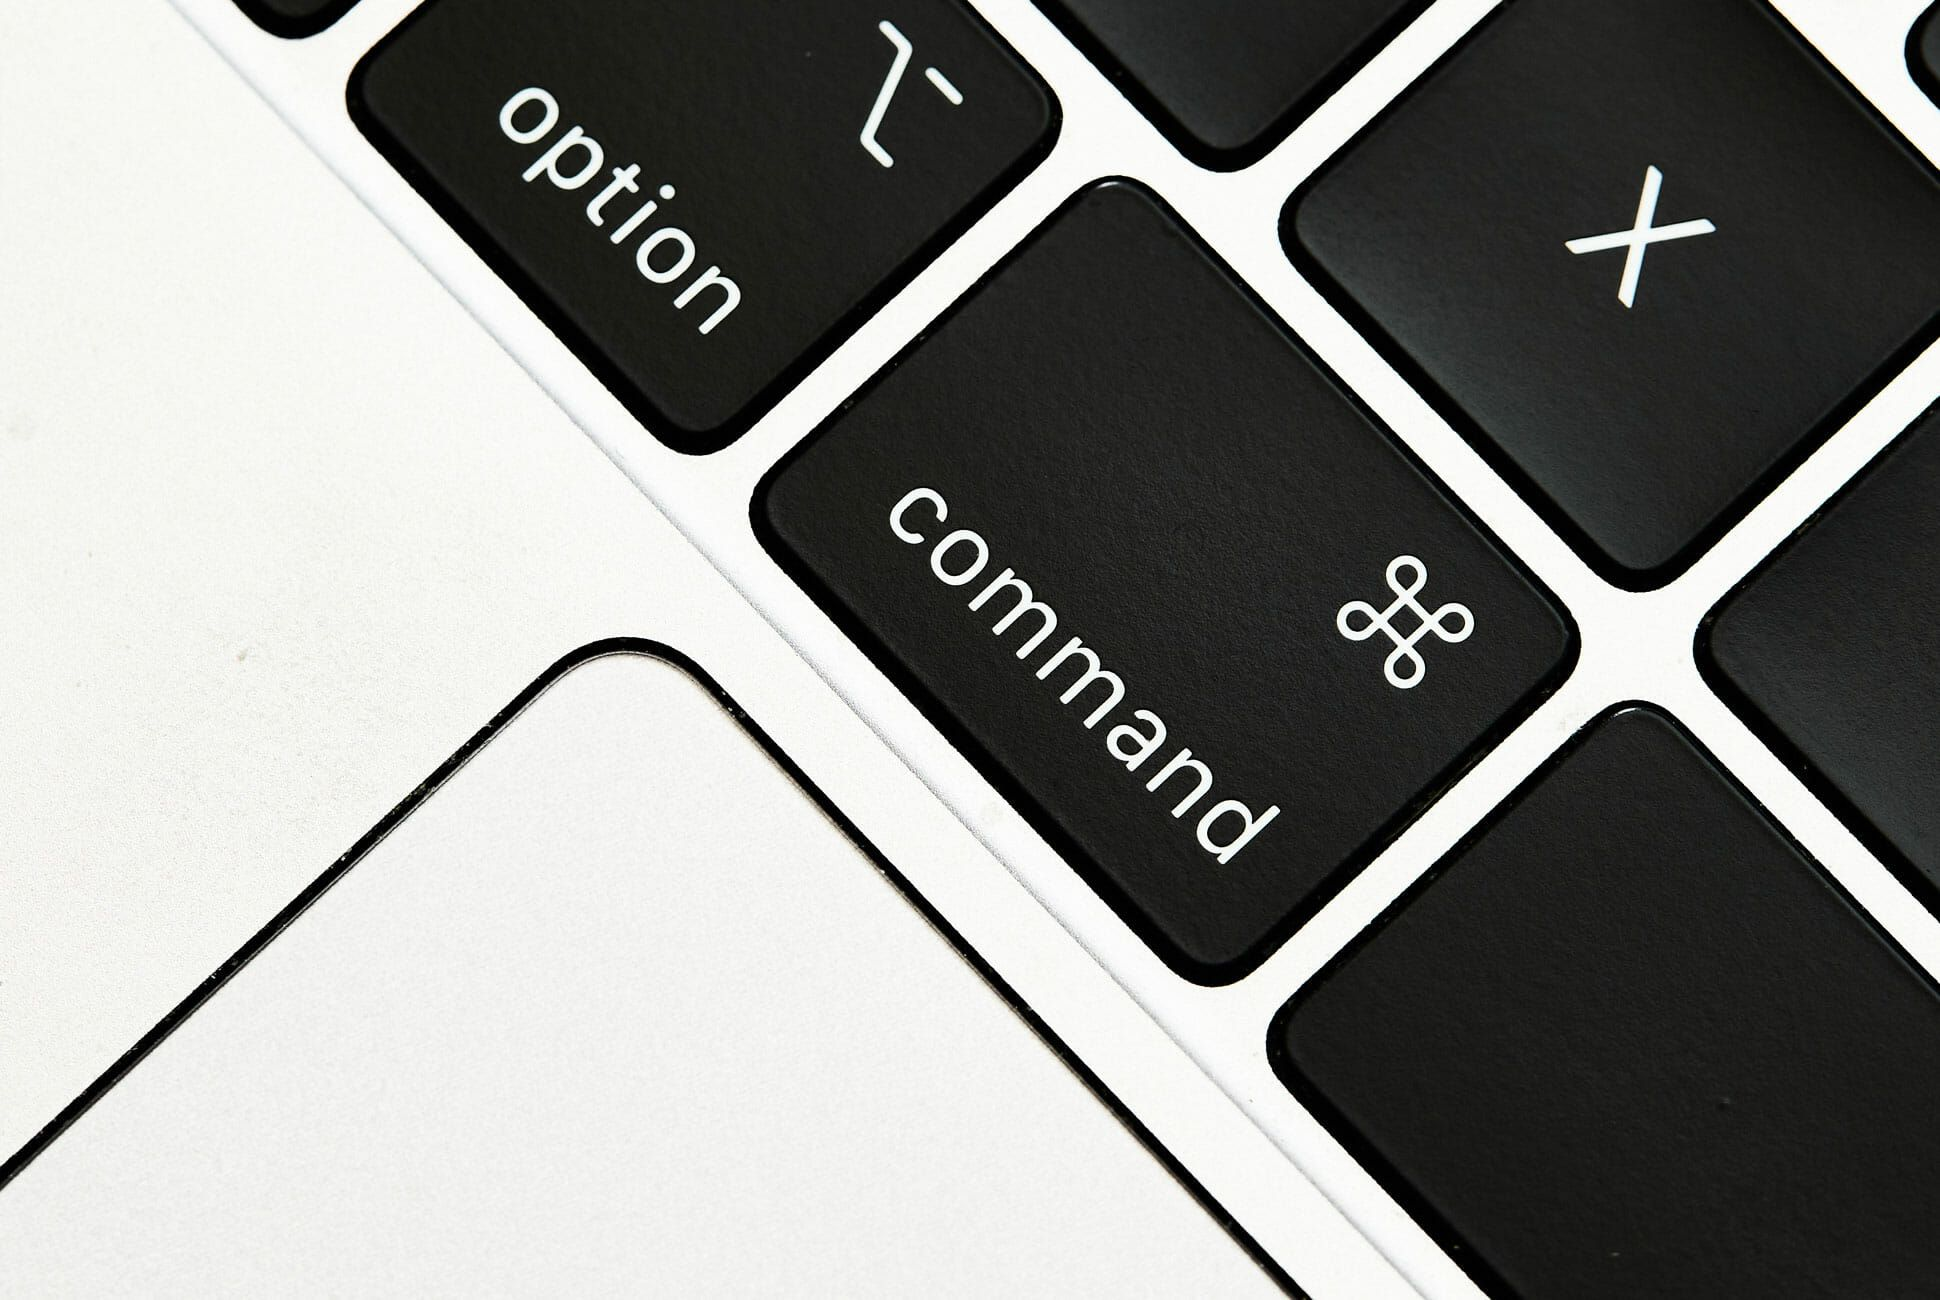 ⌥
option
X
⌘
command